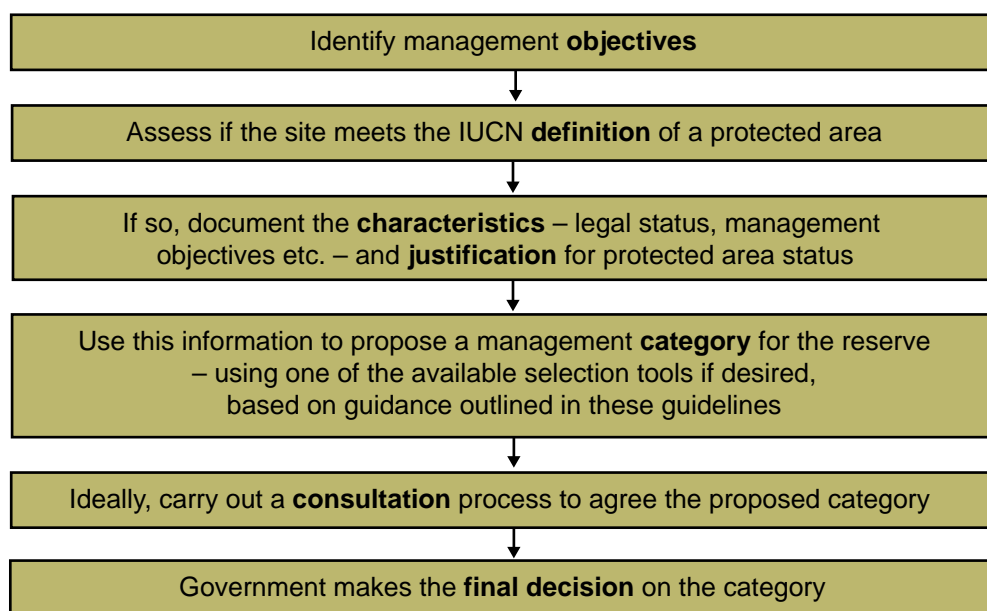 Identify management objectives
Assess if the site meets the IUCN definition of a protected area
If so, document the characteristics – legal status, management
objectives etc. – and justification for protected area status
Use this information to propose a management category for the reserve
– using one of the available selection tools if desired,
based on guidance outlined in these guidelines
Ideally, carry out a consultation process to agree the proposed category
Government makes the final decision on the category